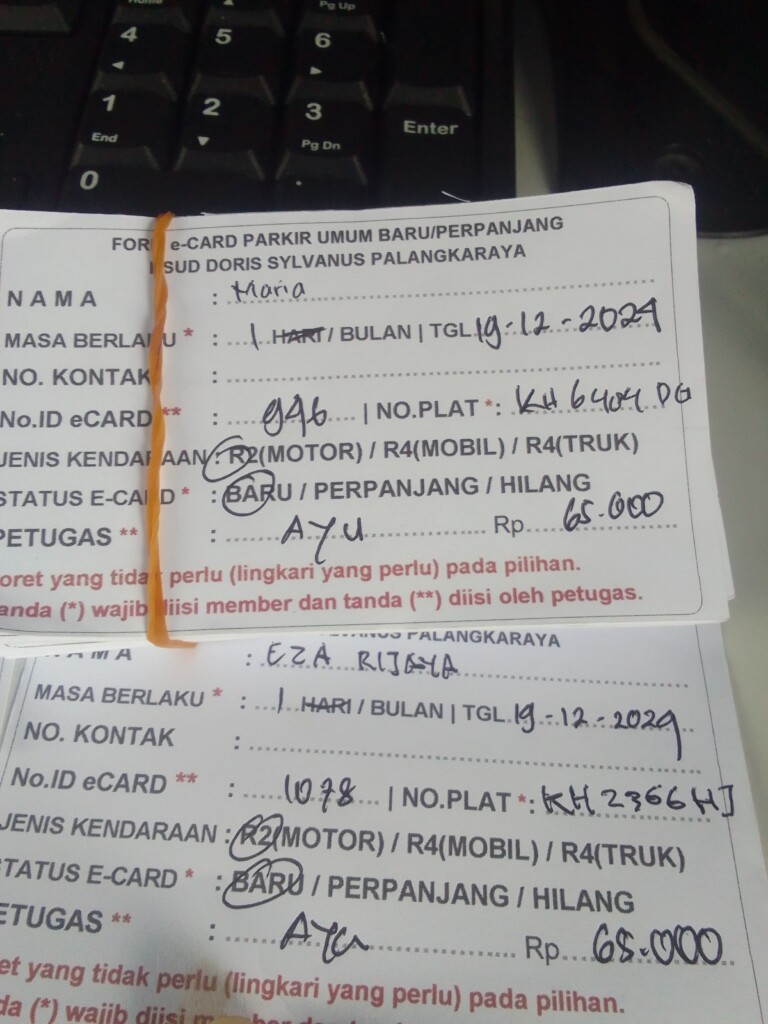 Home
Pg Up
4 5 6
1 2 3
End Pg Dn Enter
0 .
FOR e-CARD PARKIR UMUM BARU/PERPANJANG
SUD DORIS SYLVANUS PALANGKARAYA
NAMA : Maria
MASA BERLAKU * : 1 HARI / BULAN | TGL 19-12-2024
NO. KONTAK :
No.ID eCARD ** : 946 | NO.PLAT *: KH 6404 DG
JENIS KENDARAAN : R2(MOTOR) / R4(MOBIL) / R4(TRUK)
STATUS E-CARD * : BARU / PERPANJANG / HILANG
PETUGAS ** : AYU Rp 65.000
oret yang tida perlu (lingkari yang perlu) pada pilihan.
anda (*) wajib diisi member dan tanda (**) diisi oleh petugas.
PALANGKARAYA
NAMA : EZA RIJAYA
MASA BERLAKU * : 1 HARI / BULAN | TGL 19-12-2024
NO. KONTAK :
No.ID eCARD ** : 1078 | NO.PLAT *: KH 2366 HJ
JENIS KENDARAAN : R2(MOTOR) / R4(MOBIL) / R4(TRUK)
STATUS E-CARD * : BARU / PERPANJANG / HILANG
ETUGAS ** : AYU Rp 65.000
et yang tidak perlu (lingkari yang perlu) pada pilihan.
da (*) wajib diisi